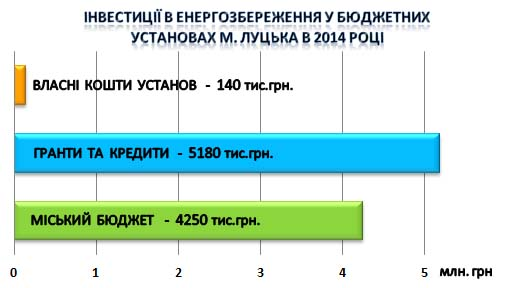 ІНВЕСТИЦІЇ В ЕНЕРГОЗБЕРЕЖЕННЯ У БЮДЖЕТНИХ
УСТАНОВАХ М. ЛУЦЬКА В 2014 РОЦІ
ВЛАСНІ КОШТИ УСТАНОВ - 140 тис.грн.
ГРАНТИ ТА КРЕДИТИ - 5180 тис.грн.
МІСЬКИЙ БЮДЖЕТ - 4250 тис.грн.
0 1 2 3 4 5 млн. грн